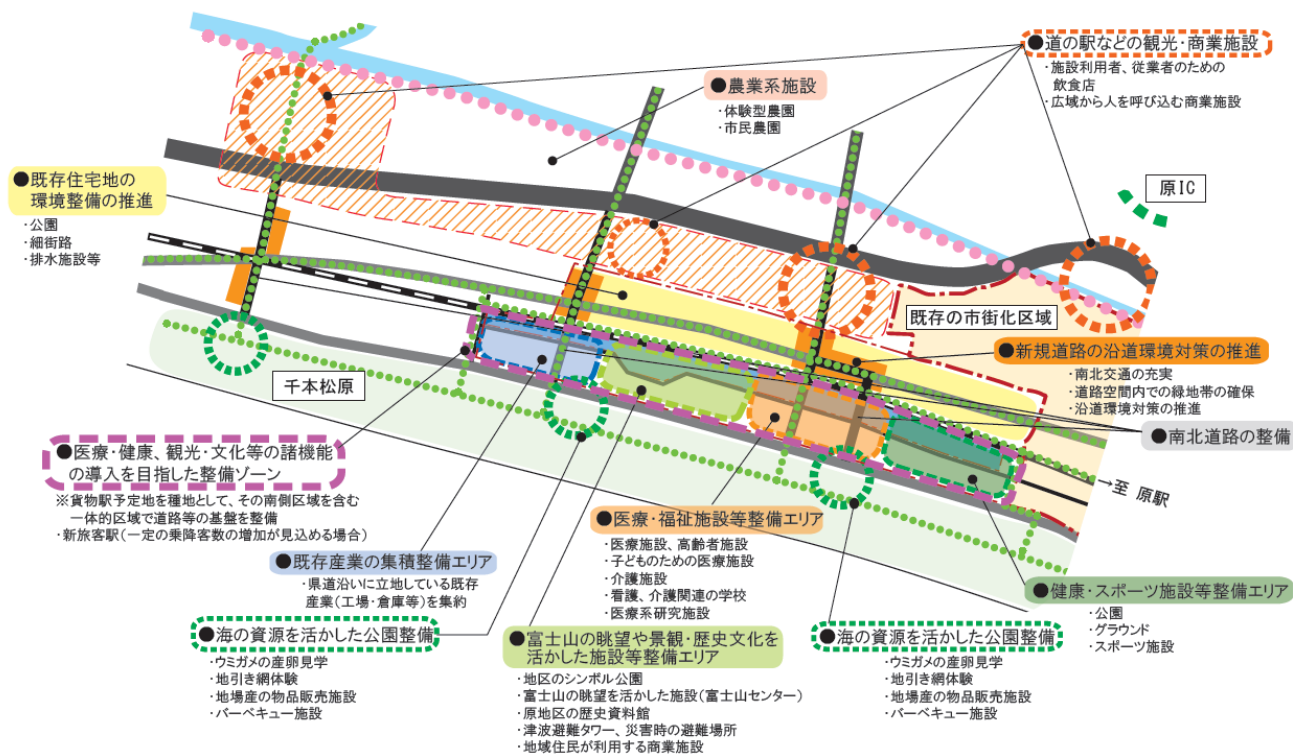 ●道の駅などの観光・商業施設
・施設利用者、従業者のための
飲食店
・広域から人を呼び込む商業施設
●農業系施設
・体験型農園
・市民農園
原IC
●既存住宅地の
環境整備の推進
・公園
・細街路
・排水施設等
既存の市街化区域
●新規道路の沿道環境対策の推進
・南北交通の充実
・道路空間内での緑地帯の確保
・沿道環境対策の推進
千本松原
●南北道路の整備
●医療・健康、観光・文化等の諸機能
の導入を目指した整備ゾーン
※貨物駅予定地を種地として、その南側区域を含む
一体的区域で道路等の基盤を整備
・新旅客駅(一定の乗降客数の増加が見込める場合)
→至 原駅
●医療・福祉施設等整備エリア
・医療施設、高齢者施設
・子どものための医療施設
・介護施設
・看護、介護関連の学校
・医療系研究施設
●既存産業の集積整備エリア
・県道沿いに立地している既存
産業(工場・倉庫等)を集約
●健康・スポーツ施設等整備エリア
・公園
・グラウンド
・スポーツ施設
●海の資源を活かした公園整備
・ウミガメの産卵見学
・地引き網体験
・地場産の物品販売施設
・バーベキュー施設
●富士山の眺望や景観・歴史文化を
活かした施設等整備エリア
・地区のシンボル公園
・富士山の眺望を活かした施設(富士山センター)
・原地区の歴史資料館
・津波避難タワー、災害時の避難場所
・地域住民が利用する商業施設
●海の資源を活かした公園整備
・ウミガメの産卵見学
・地引き網体験
・地場産の物品販売施設
・バーベキュー施設